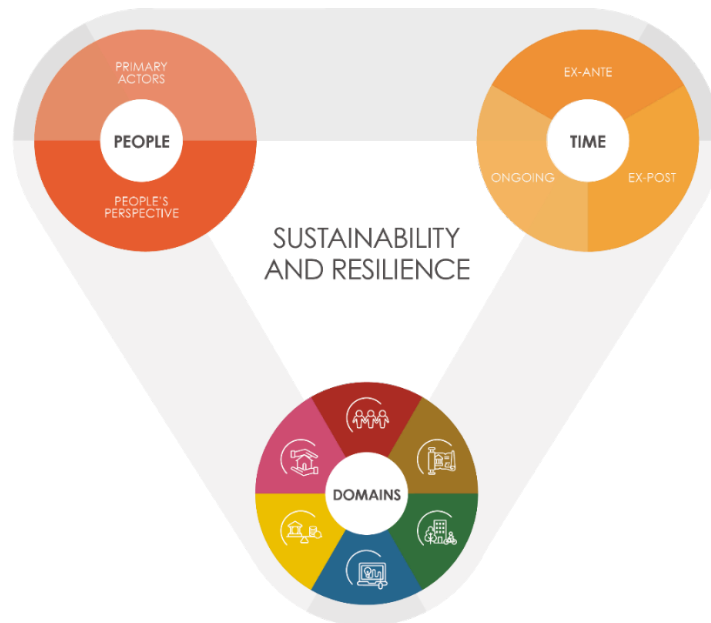 PRIMARY
ACTORS
PEOPLE
PEOPLE'S
PERSPECTIVE
EX-ANTE
TIME
ONGOING
EX-POST
SUSTAINABILITY
AND RESILIENCE
DOMAINS